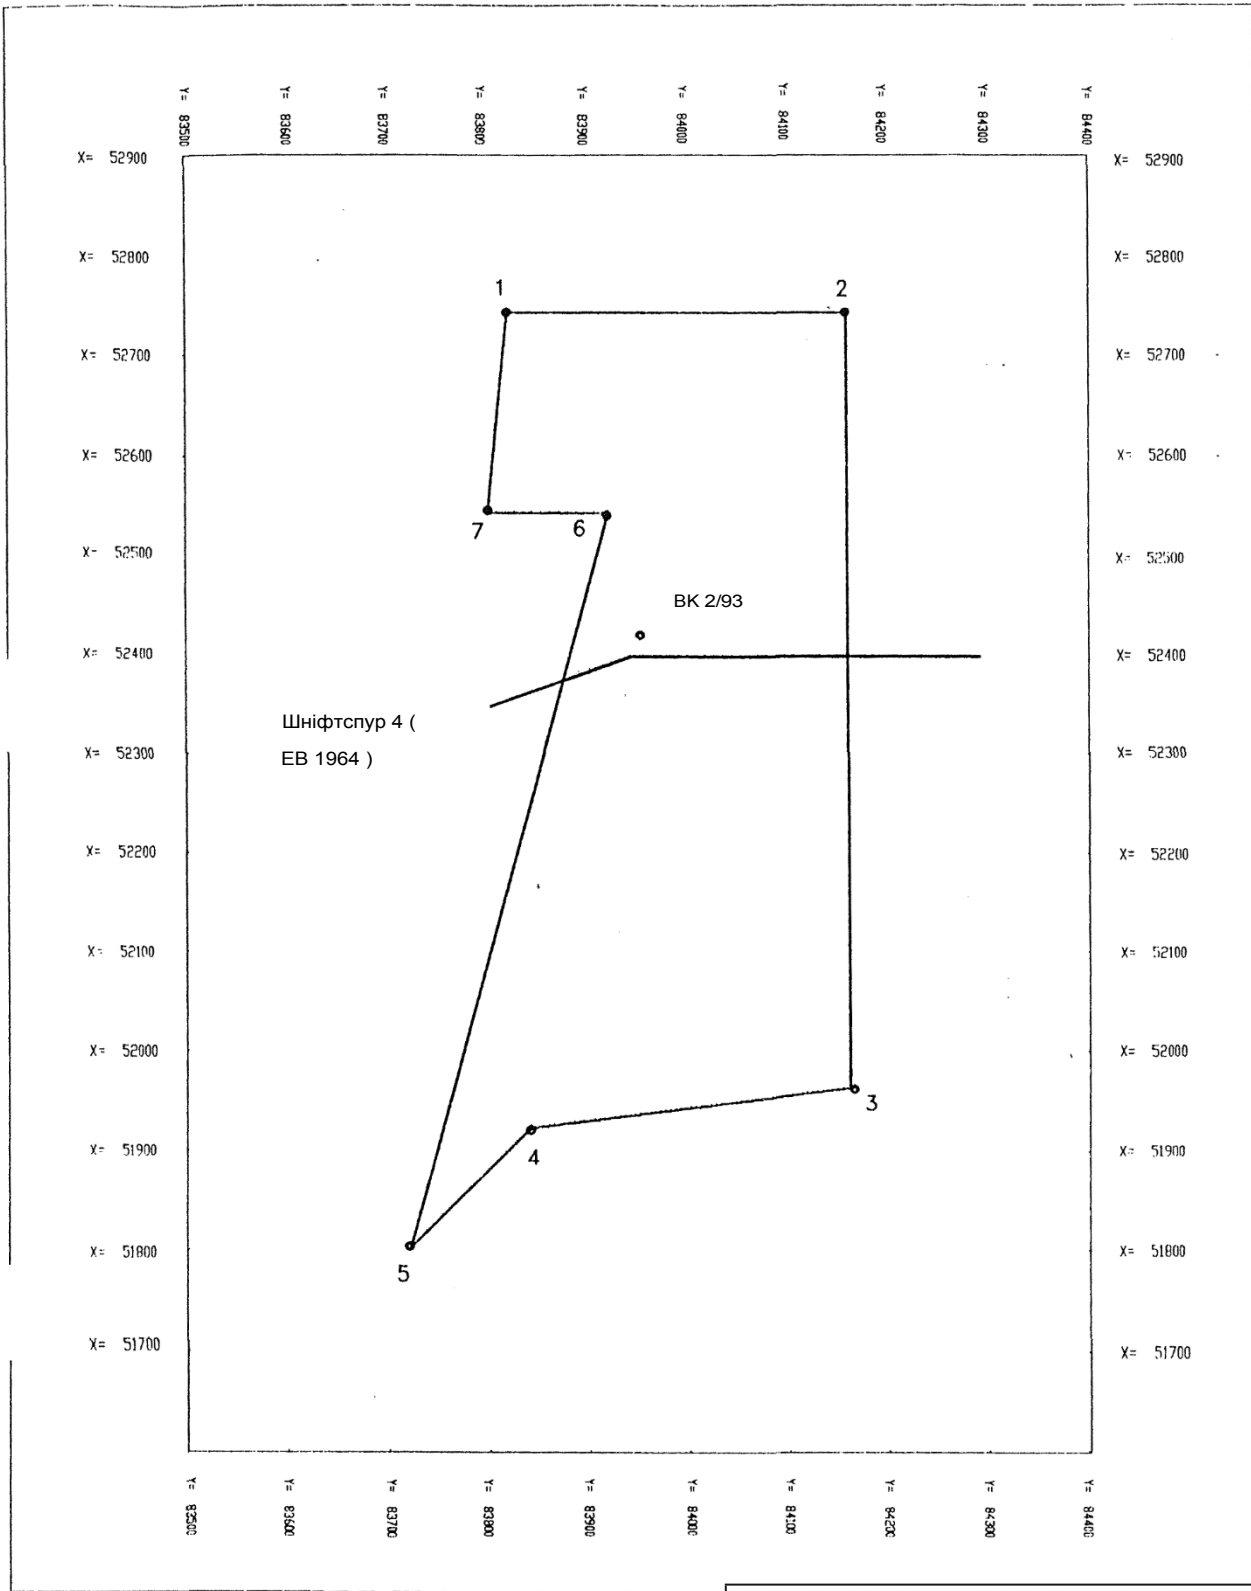 Y= 83500
Y= 83600
Y= 83700
Y= 83800
Y= 83900
Y= 84000
Y= 84100
Y= 84200
Y= 84300
Y= 84400
X= 52900
X= 52900
X= 52800
X= 52800
1
2
X= 52700
X= 52700
X= 52600
X= 52600
7
6
X= 52500
X= 52500
ВК 2/93
X= 52400
X= 52400
Шніфтспур 4 (
ЕВ 1964 )
X= 52300
X= 52300
X= 52200
X= 52200
X= 52100
X= 52100
X= 52000
X= 52000
3
X= 51900
4
X= 51900
X= 51800
X= 51800
5
X= 51700
X= 51700
Y= 83500
Y= 83600
Y= 83700
Y= 83800
Y= 83900
Y= 84000
Y= 84100
Y= 84200
Y= 84300
Y= 84400